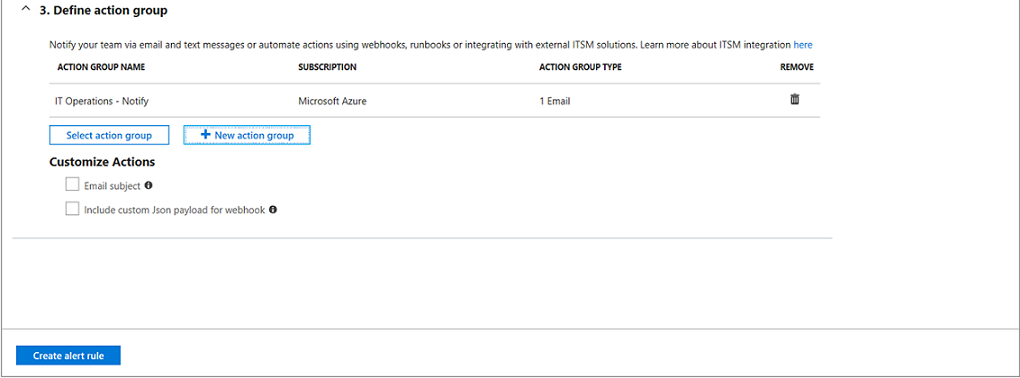 3. Define action group
Notify your team via email and text messages or automate actions using webhooks, runbooks or integrating with external ITSM solutions. Learn more about ITSM integration here
ACTION GROUP NAME SUBSCRIPTION ACTION GROUP TYPE REMOVE
IT Operations - Notify Microsoft Azure 1 Email
Select action group + New action group
Customize Actions
Email subject
Include custom Json payload for webhook
Create alert rule